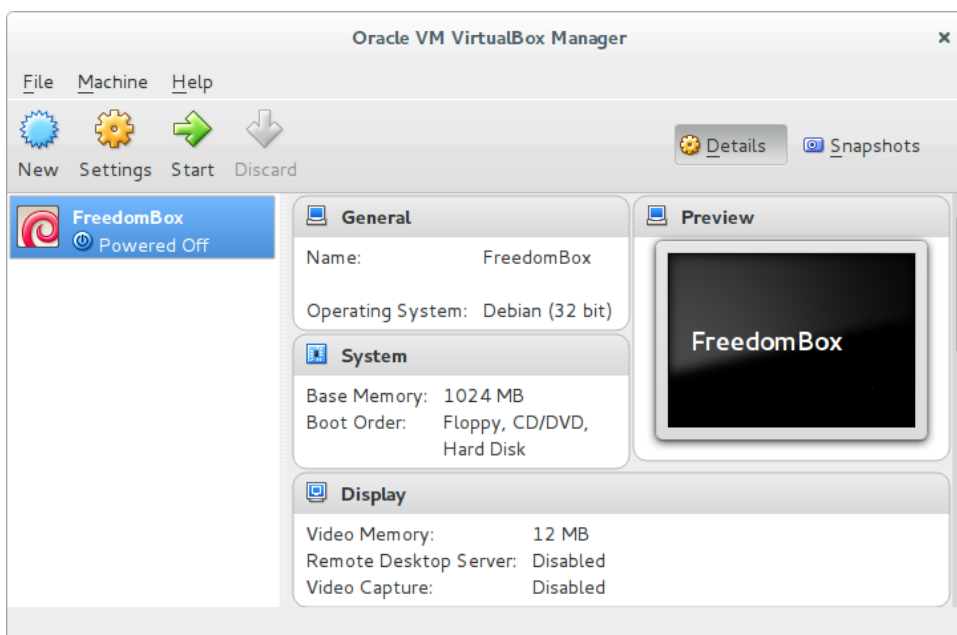 Oracle VM VirtualBox Manager
File Machine Help
New Settings Start Discard
Details Snapshots
FreedomBox
Powered Off
General
Name: FreedomBox
Operating System: Debian (32 bit)
System
Base Memory: 1024 MB
Boot Order: Floppy, CD/DVD,
Hard Disk
Preview
FreedomBox
Display
Video Memory: 12 MB
Remote Desktop Server: Disabled
Video Capture: Disabled